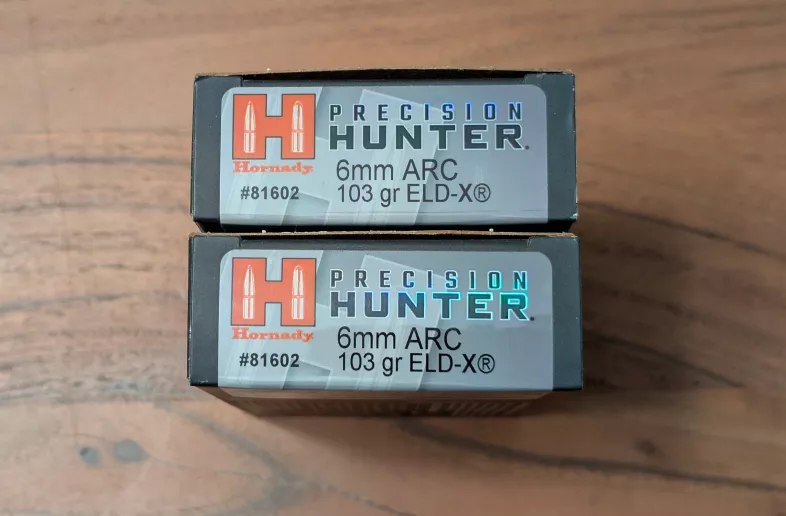 PRECISION
HUNTER®
Hornady®
6mm ARC
#81602
103 gr ELD-X®
PRECISION
HUNTER®
Hornady®
6mm ARC
#81602
103 gr ELD-X®